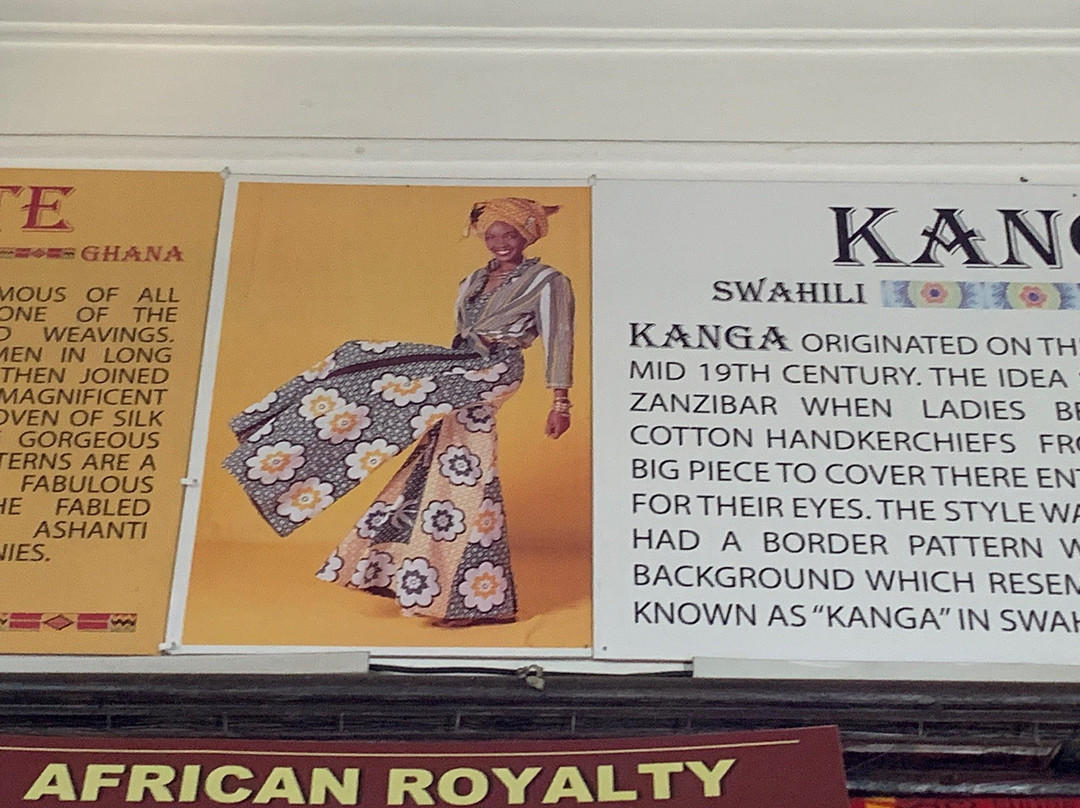 TE
GHANA
MOUS OF ALL
ONE OF THE
WEAVINGS.
MEN IN LONG
THEN JOINED
MAGNIFICENT
OVEN OF SILK
GORGEOUS
TERNS ARE A
FABULOUS
HE FABLED
ASHANTI
NIES.
KANG
SWAHILI
KANGA ORIGINATED ON TH
MID 19TH CENTURY. THE IDEA
ZANZIBAR WHEN LADIES BE
COTTON HANDKERCHIEFS FRO
BIG PIECE TO COVER THERE ENT
FOR THEIR EYES. THE STYLE WA
HAD A BORDER PATTERN W
BACKGROUND WHICH RESEM
KNOWN AS "KANGA" IN SWAH
AFRICAN ROYALTY